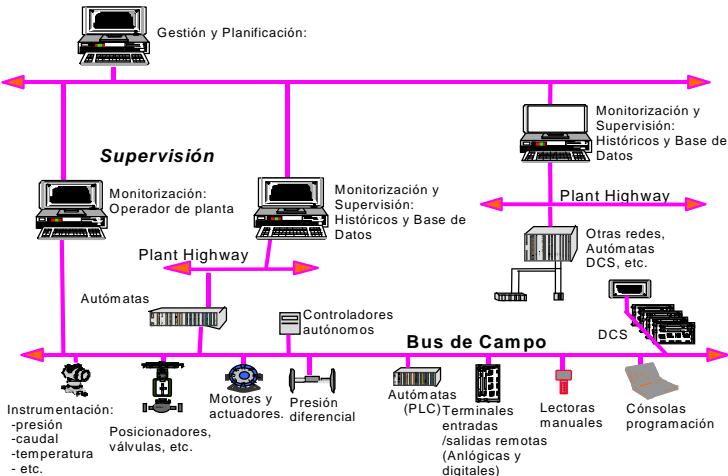 Gestión y Planificación:
Supervisión
Monitorización:
Operador de planta
Monitorización y
Supervisión:
Históricos y Base de
Datos
Monitorización y
Supervisión:
Históricos y Base de
Datos
Plant Highway
Plant Highway
Otras redes,
Autómatas
DCS, etc.
Autómatas
Controladores
autónomos
DCS
Bus de Campo
Instrumentación:
-presión
-caudal
-temperatura
- etc.
Posicionadores,
válvulas, etc.
Motores y
actuadores.
Presión
diferencial
Autómatas
(PLC)
Terminales
entradas
/salidas remotas
(Anlógicas y
digitales)
Lectoras
manuales
Cónsolas
programación